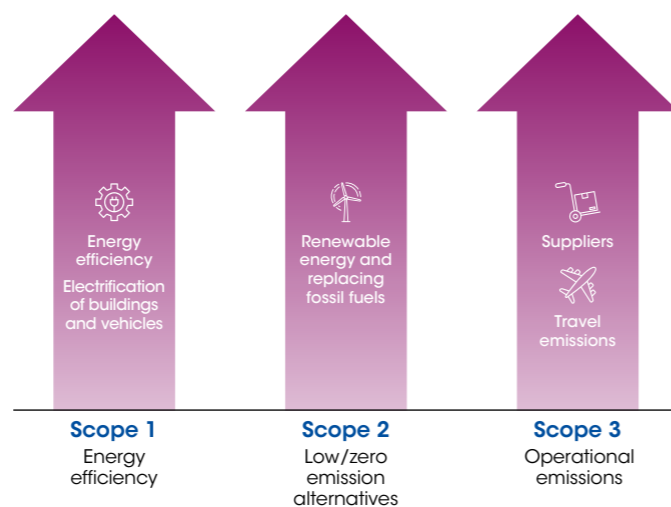 Energy
efficiency
Electrification
of buildings
and vehicles
Renewable
energy and
replacing
fossil fuels
Suppliers
Travel
emissions
Scope 1
Energy
efficiency
Scope 2
Low/zero
emission
alternatives
Scope 3
Operational
emissions